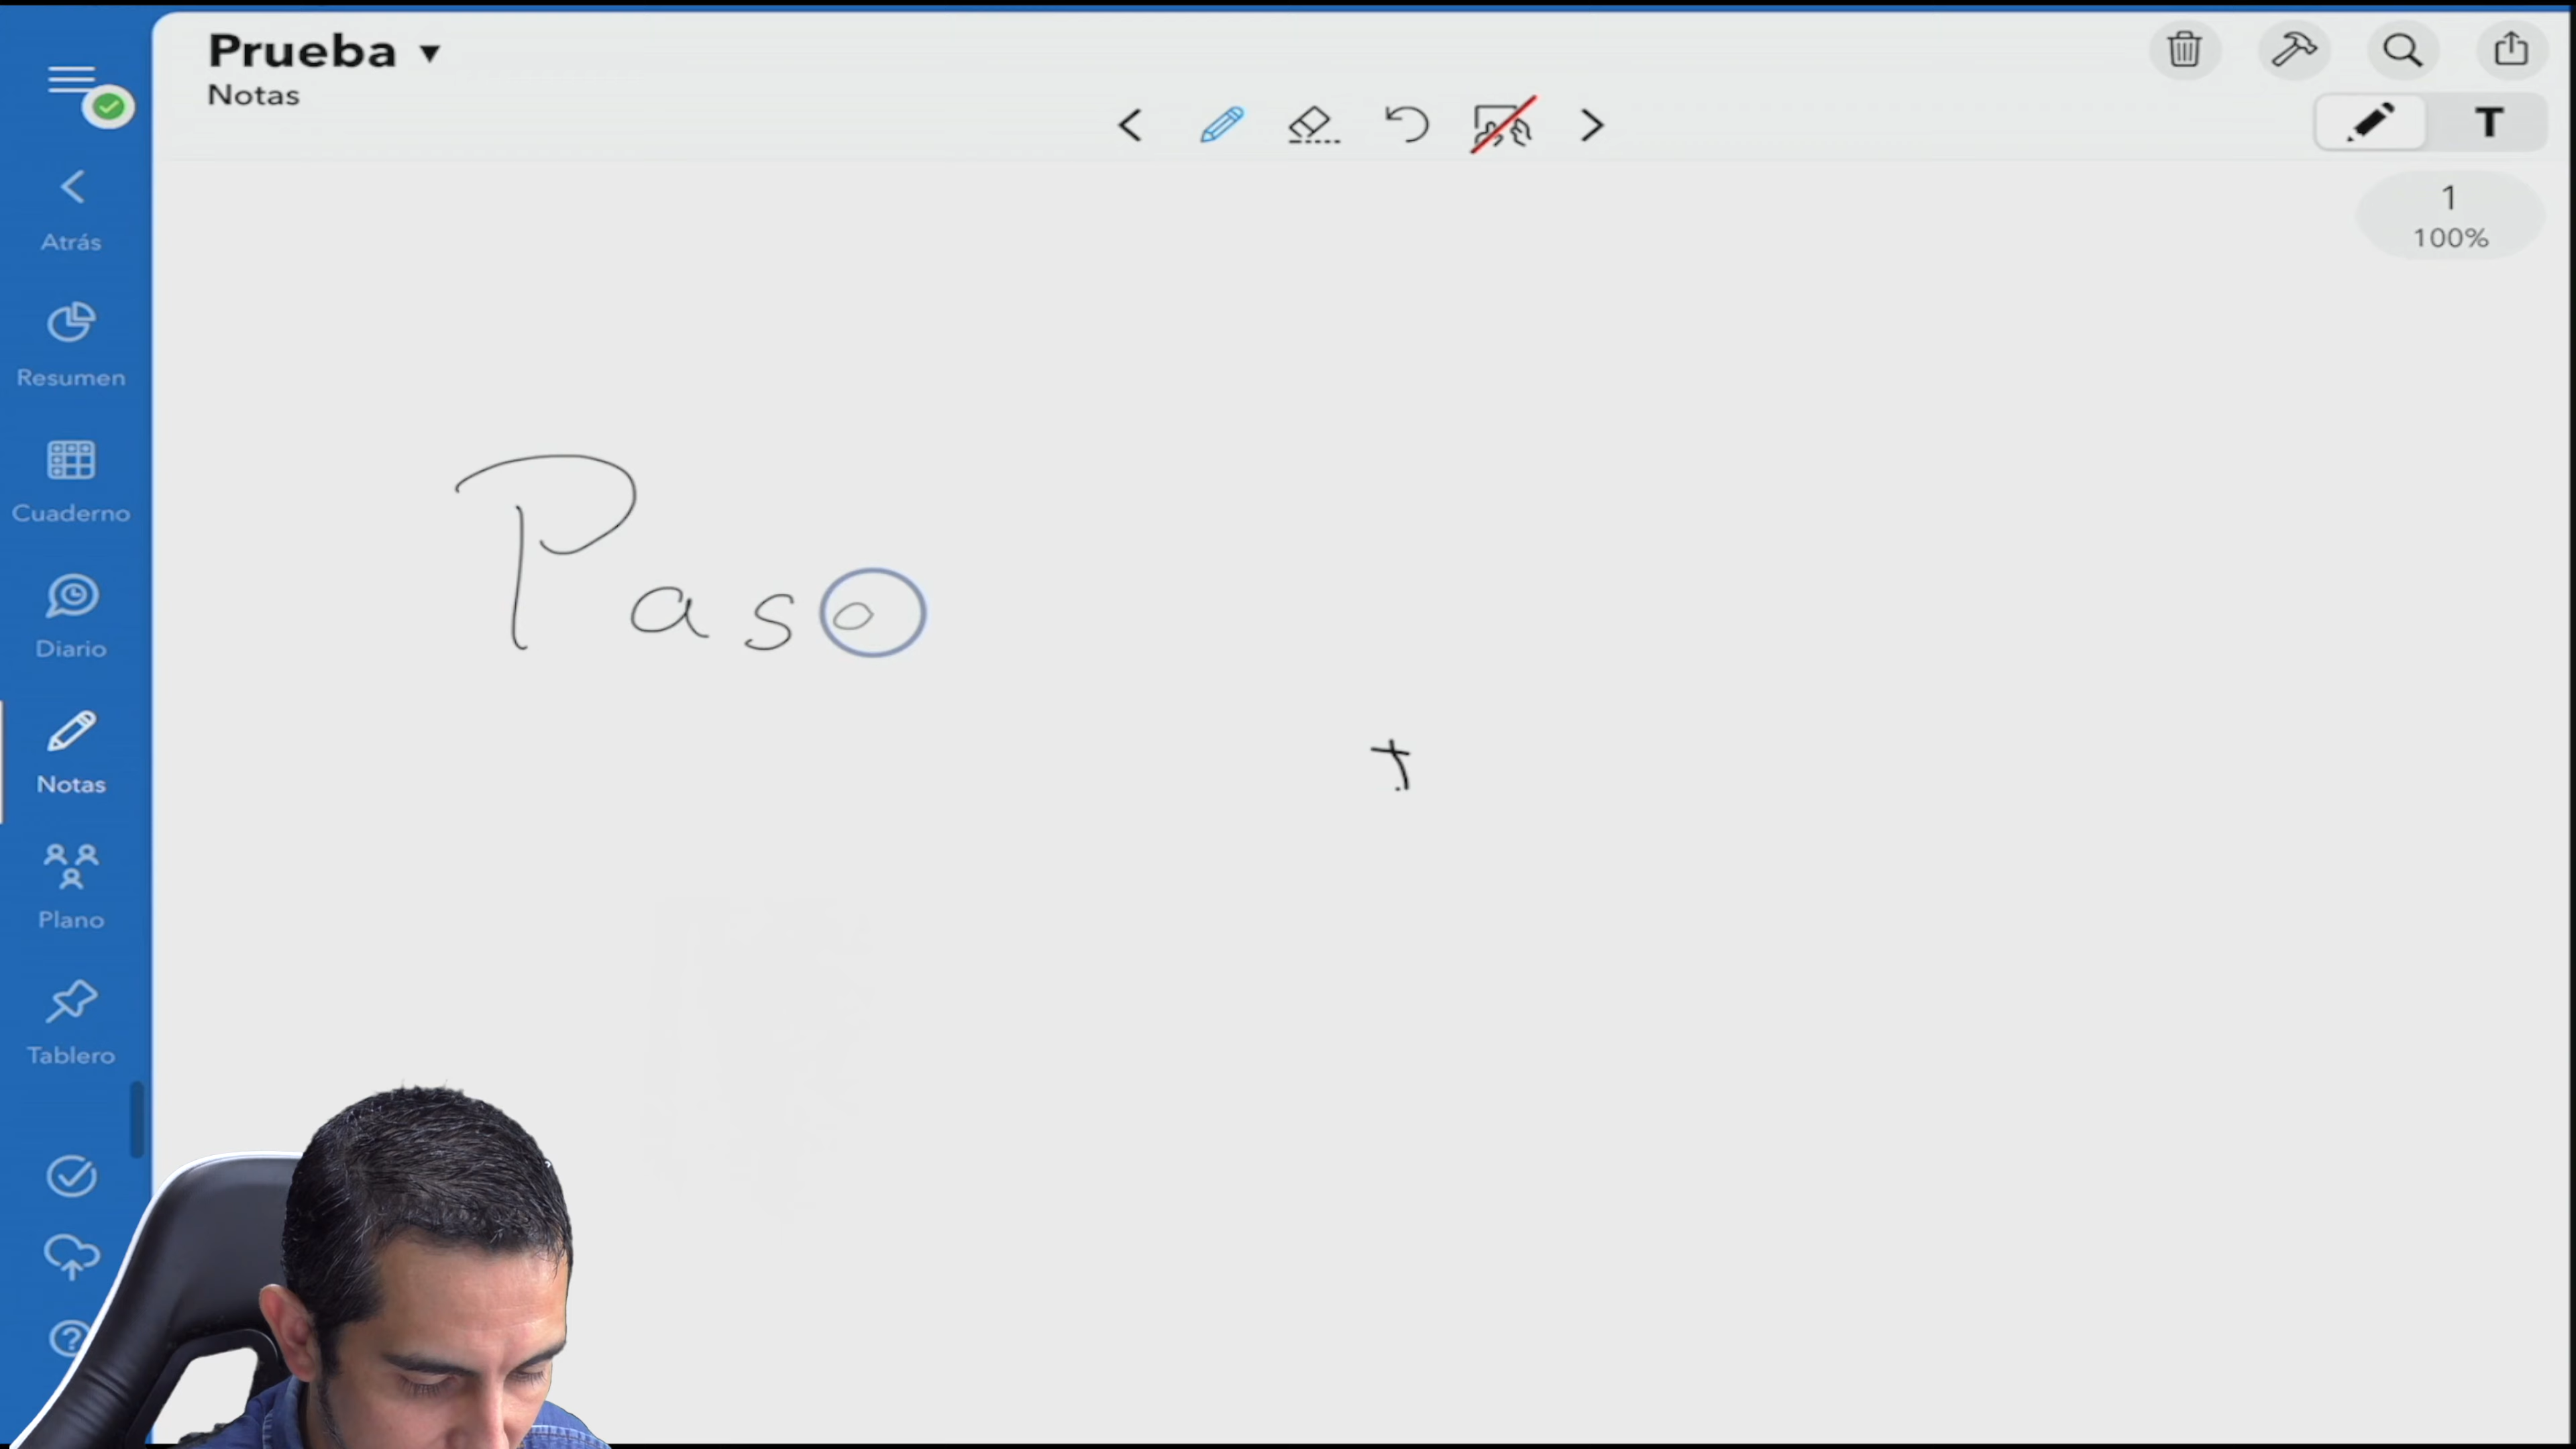 Prueba ▼
Notas
T
1
100%
Atrás
Resumen
Cuaderno
Diario
Notas
Plano
Tablero
Paso